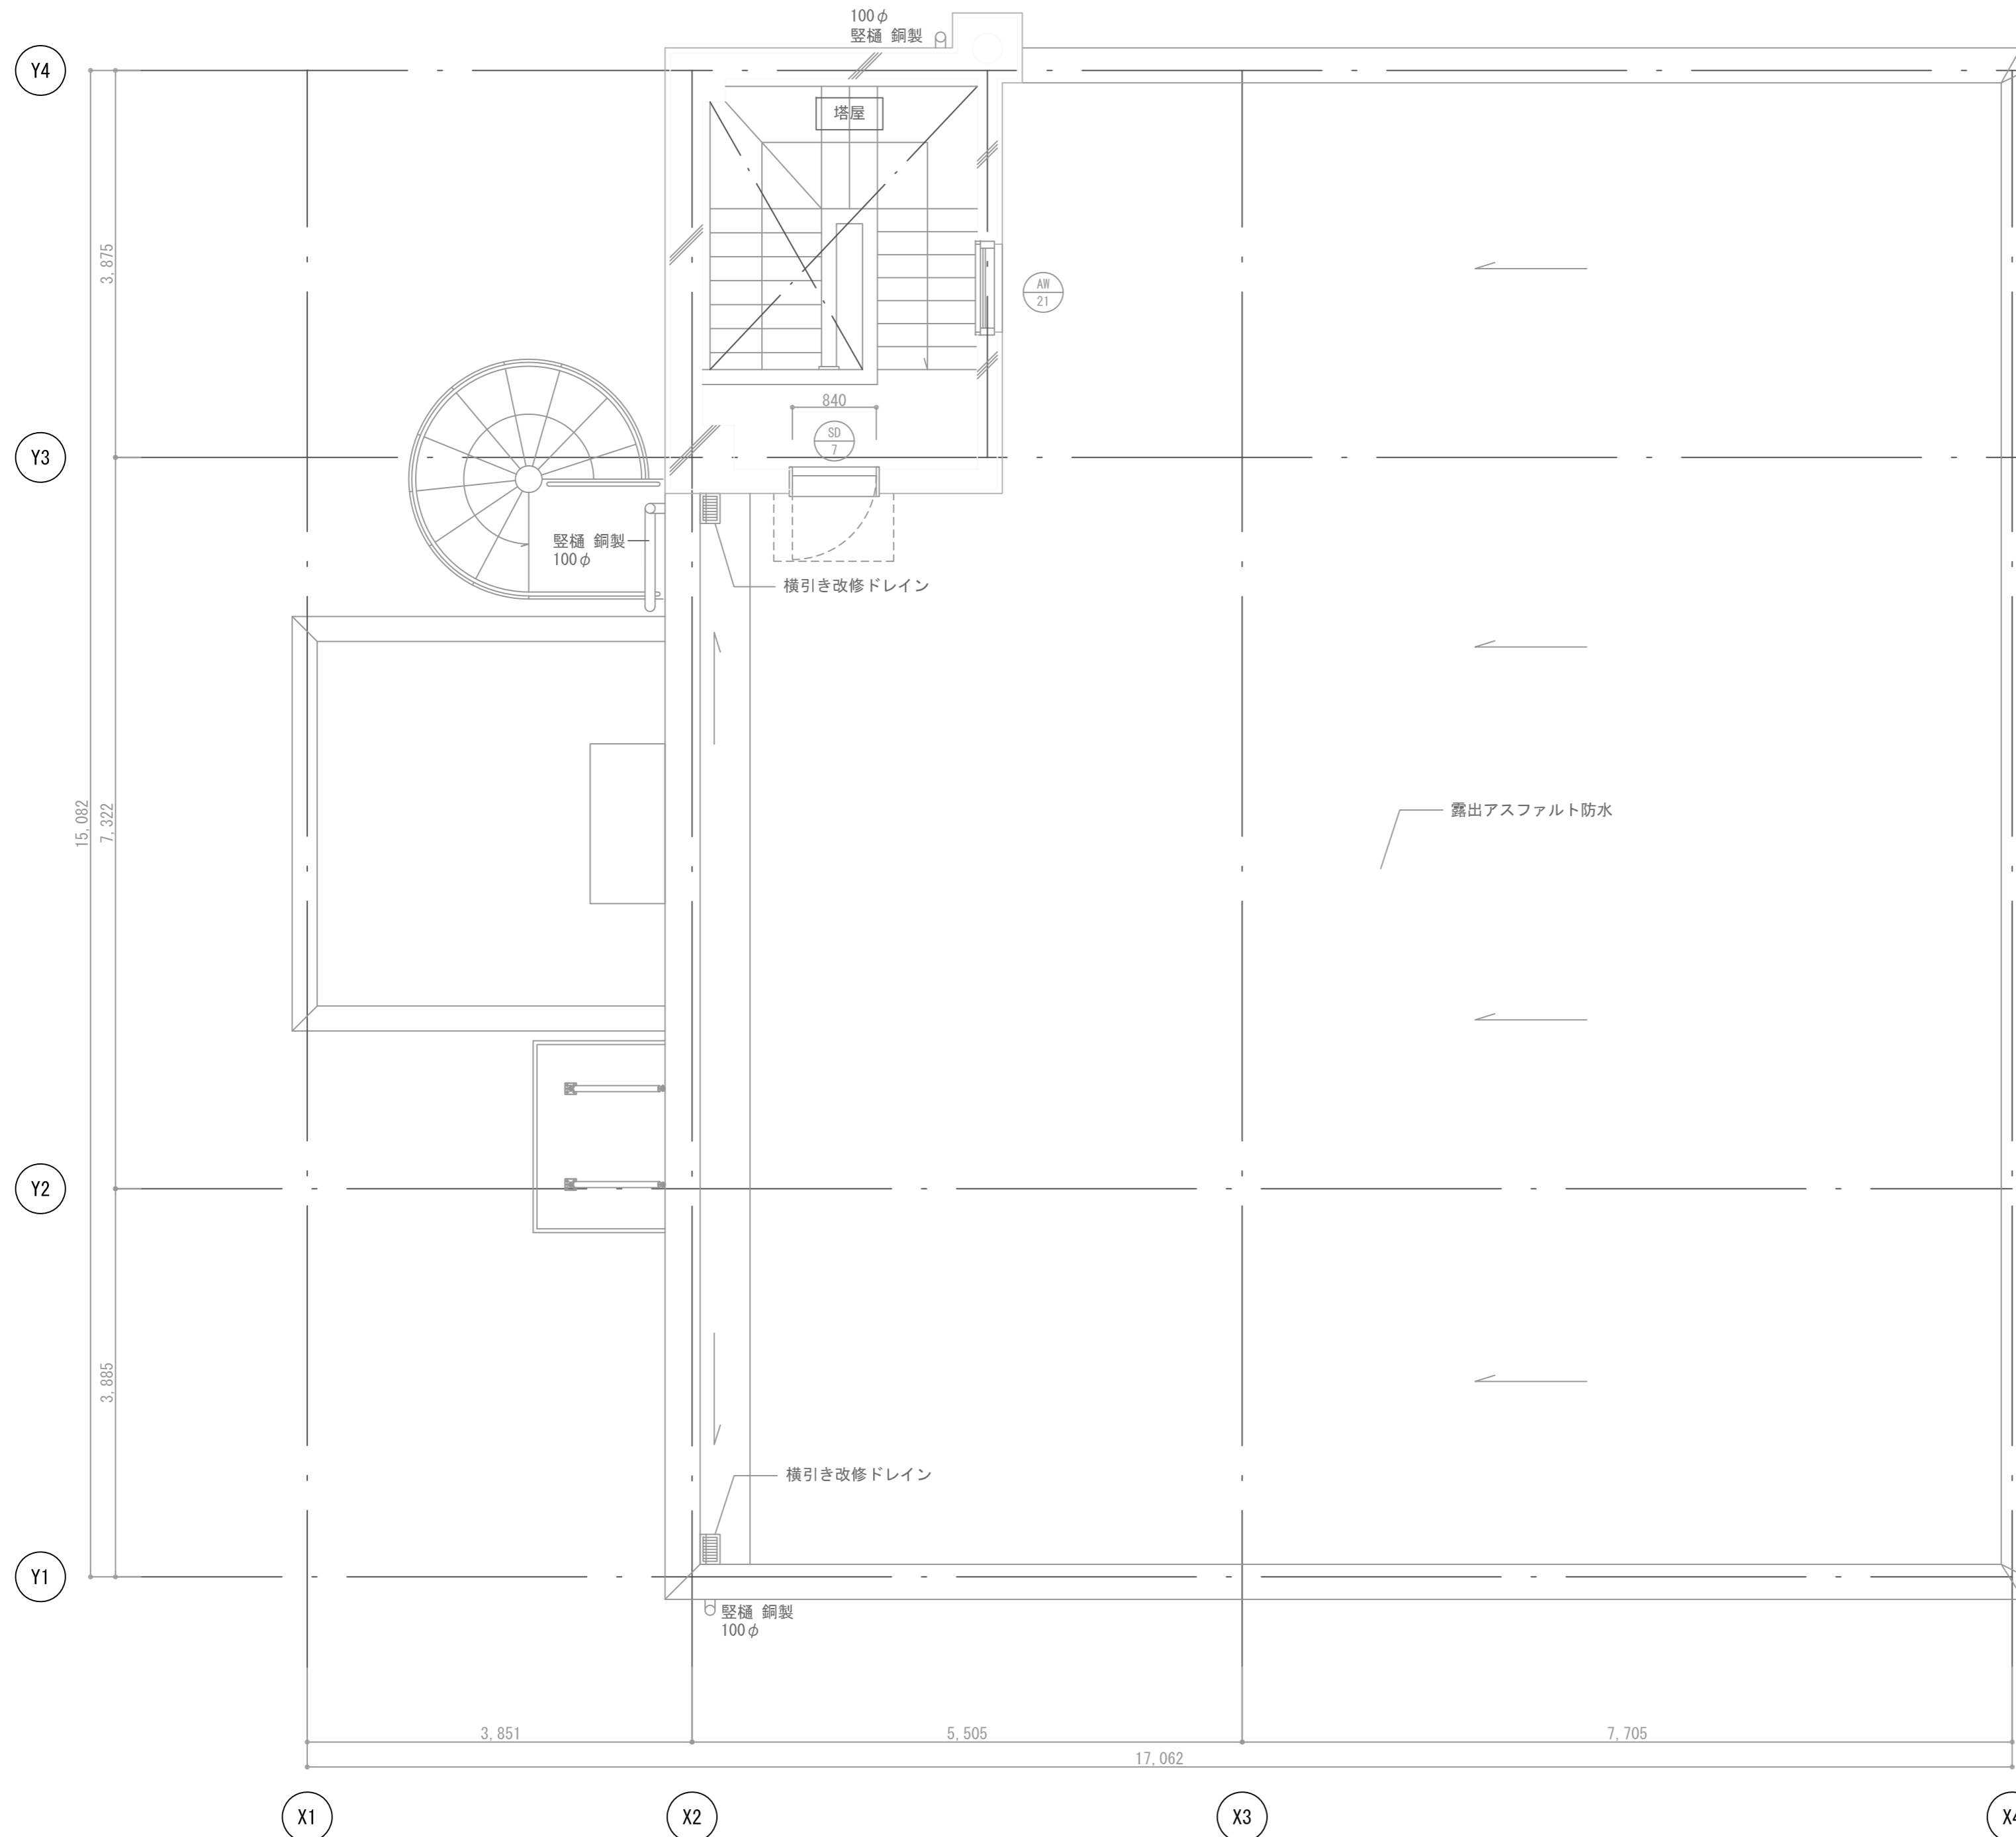 100φ
竪樋 銅製
Y4
塔屋
3,875
AW
21
840
SD
7
Y3
竪樋 銅製
100φ
横引き改修ドレイン
15,082
7,322
露出アスファルト防水
Y2
3,885
横引き改修ドレイン
Y1
竪樋 銅製
100φ
3,851
5,505
7,705
17,062
X1
X2
X3
X4